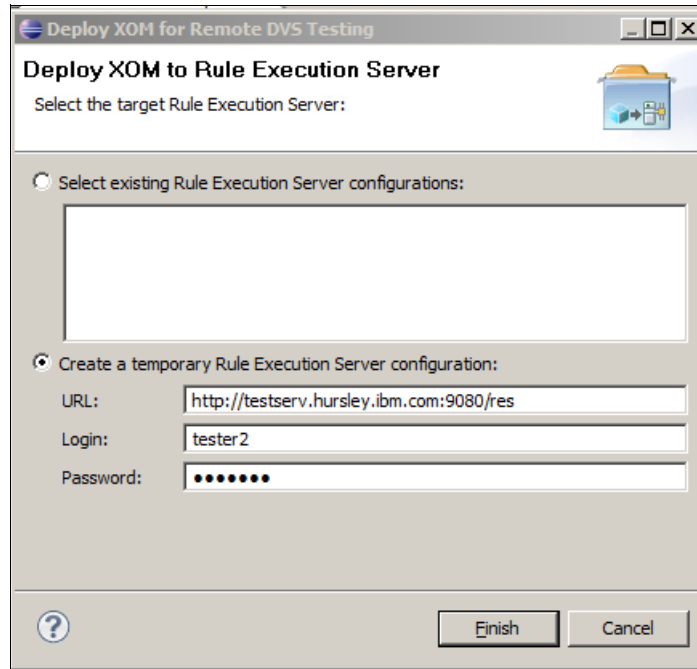 Deploy XOM for Remote DVS Testing
Deploy XOM to Rule Execution Server
Select the target Rule Execution Server:
Select existing Rule Execution Server configurations:
Create a temporary Rule Execution Server configuration:
URL: http://testserv.hursley.ibm.com:9080/res
Login: tester2
Password: •••••••
? Finish Cancel